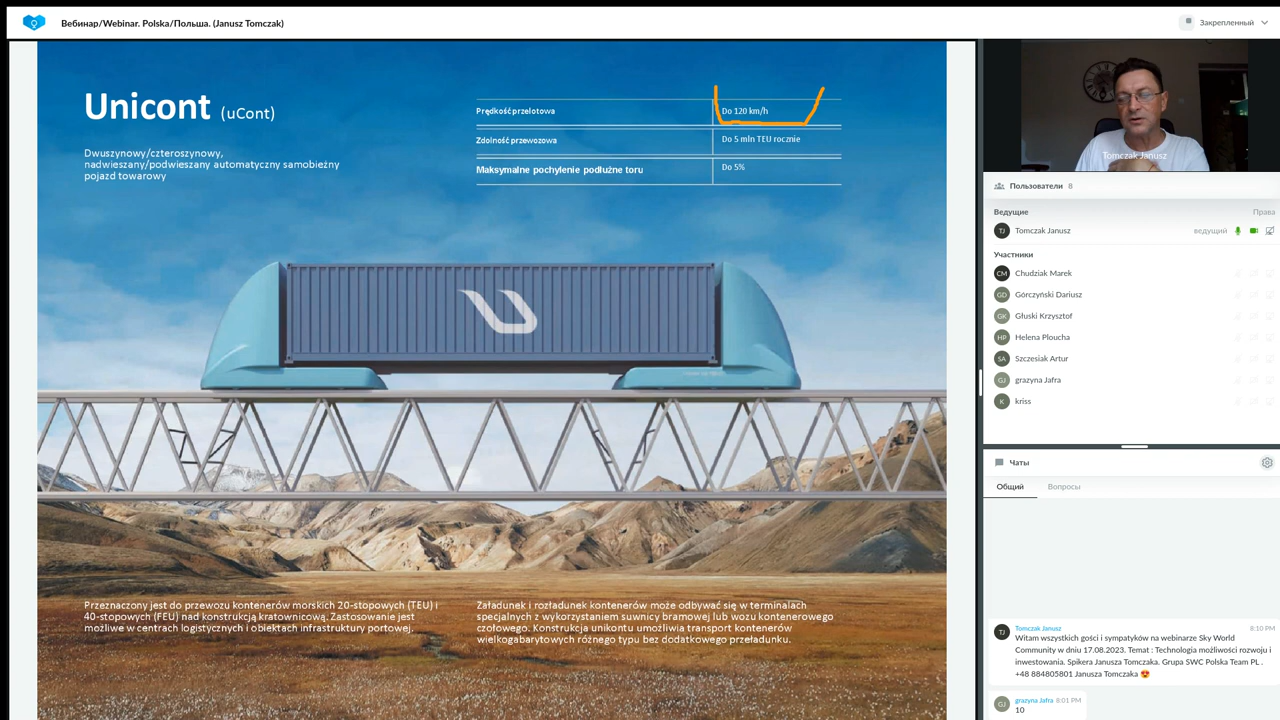 Вебинар/Webinar. Polska/Польша. (Janusz Tomczak)
Закрепленный
Unicont (uCont)
Dwuszynowy/czteroszynowy,
nadwieszany/podwieszany automatyczny samobieżny
pojazd towarowy
Prędkość przelotowa
Do 120 km/h
Zdolność przewozowa
Do 5 mln TEU rocznie
Maksymalne pochylenie podłużne toru
Do 5%
Przeznaczony jest do przewozu kontenerów morskich 20-stopowych (TEU) i
40-stopowych (FEU) nad konstrukcją kratownicową. Zastosowanie jest
możliwe w centrach logistycznych i obiektach infrastruktury portowej.
Załadunek i rozładunek kontenerów może odbywać się w terminalach
specjalnych z wykorzystaniem suwnicy bramowej lub wozu kontenerowego
czołowego. Konstrukcja unikontu umożliwia transport kontenerów
wielkogabarytowych różnego typu bez dodatkowego przeładunku.
Tomczak Janusz
Пользователи 8
Ведущие
Права
TJ Tomczak Janusz
ведущий
Участники
CM Chudziak Marek
GD Górczyński Dariusz
GK Głuski Krzysztof
HP Helena Ploucha
SA Szczesiak Artur
GJ grazyna Jafra
K kriss
Чаты
Общий
Вопросы
TJ Tomczak Janusz 8:10 PM
Witam wszystkich gości i sympatyków na webinarze Sky World
Community w dniu 17.08.2023. Temat : Technologia możliwości rozwoju i
inwestowania. Spikera Janusza Tomczaka. Grupa SWC Polska Team PL .
+48 884805801 Janusza Tomczaka 😍
GJ grazyna Jafra 8:01 PM
10